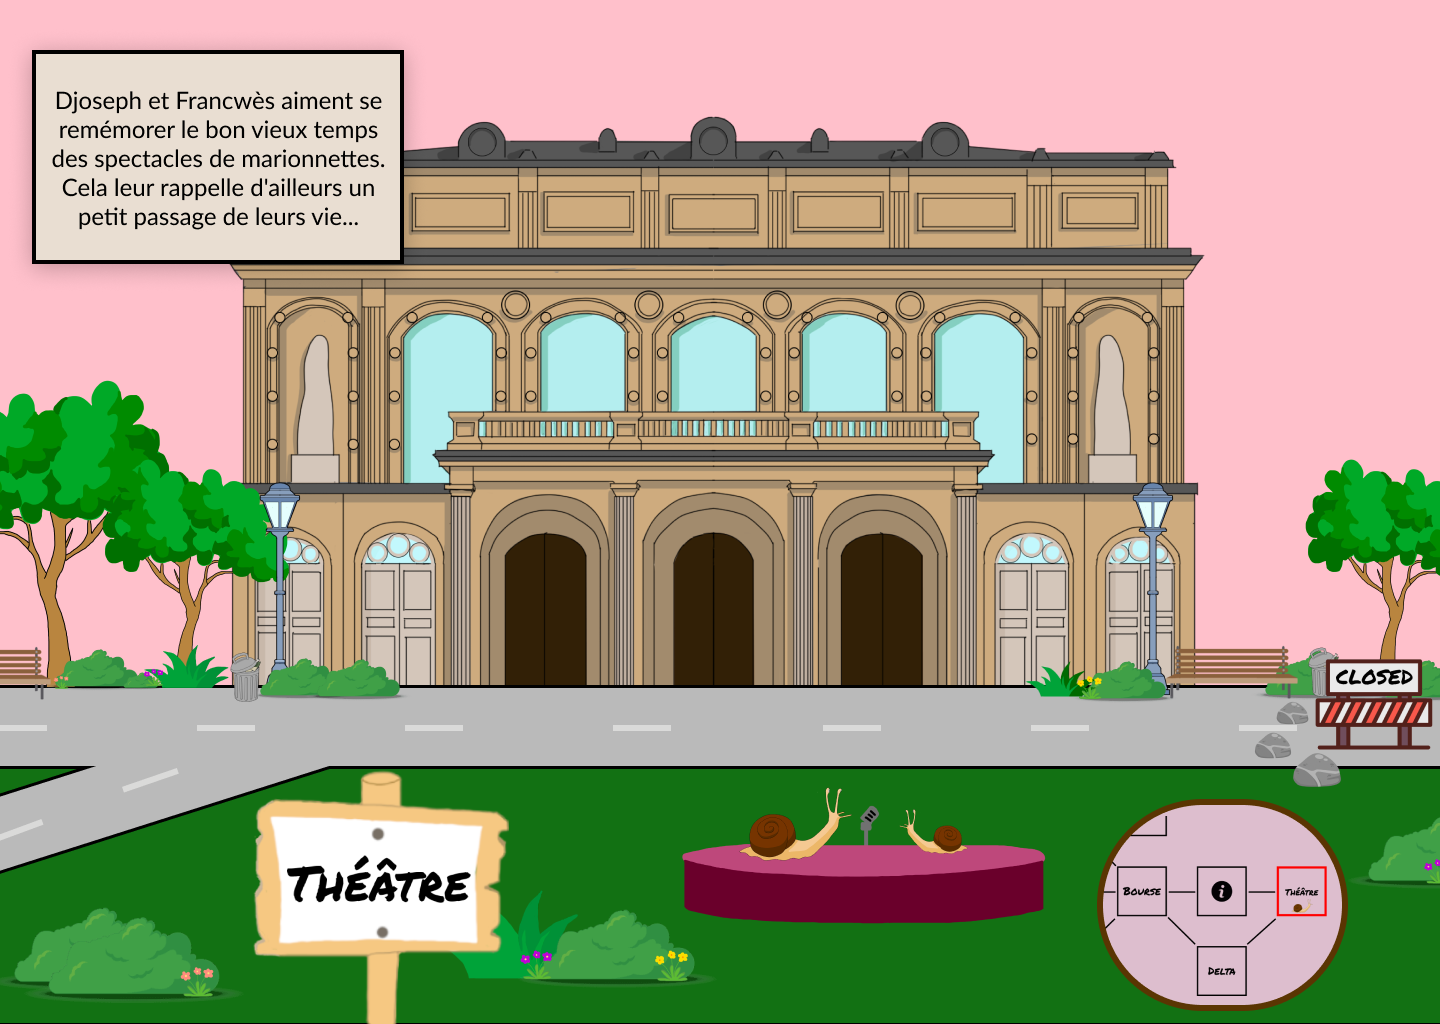 Djoseph et Francwès aiment se
remémorer le bon vieux temps
des spectacles de marionnettes.
Cela leur rappelle d'ailleurs un
petit passage de leurs vie...
CLOSED
THÉÂTRE
BOURSE
i
THÉÂTRE
DELTA